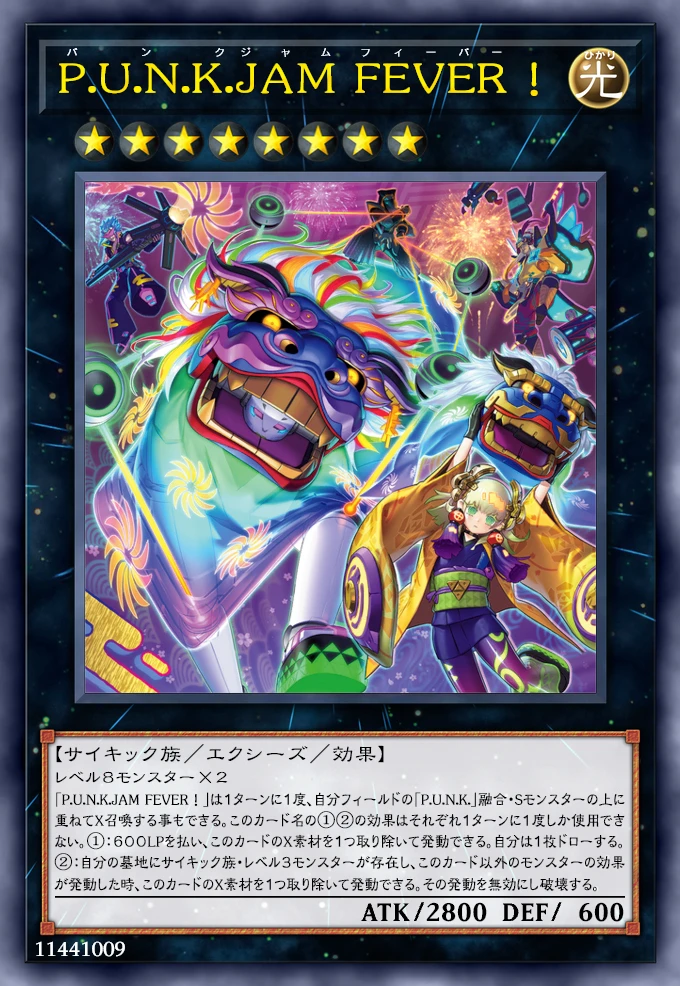 パンクジャムフィーバー
P.U.N.K.JAM FEVER！
ひかり
光
【サイキック族／エクシーズ／効果】
レベル８モンスター×２
「P.U.N.K.JAM FEVER！」は１ターンに１度、自分フィールドの「P.U.N.K.」融合・Sモンスターの上に
重ねてX召喚する事もできる。このカード名の①②の効果はそれぞれ１ターンに１度しか使用でき
ない。①：６００LPを払い、このカードのX素材を１つ取り除いて発動できる。自分は１枚ドローする。
②：自分の墓地にサイキック族・レベル３モンスターが存在し、このカード以外のモンスターの効果
が発動した時、このカードのX素材を１つ取り除いて発動できる。その発動を無効にし破壊する。
ATK/2800 DEF/ 600
11441009